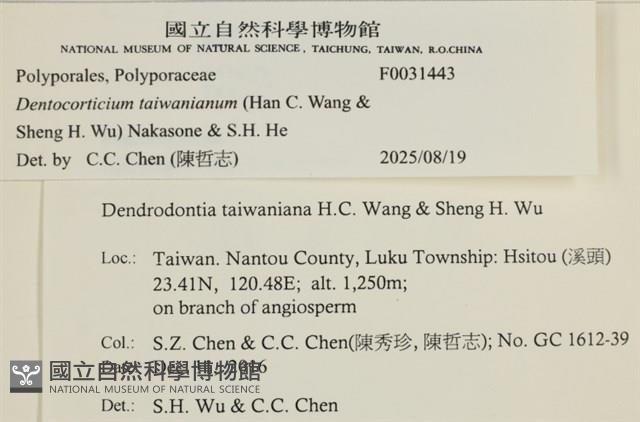 國立自然科學博物館
NATIONAL MUSEUM OF NATURAL SCIENCE, TAICHUNG, TAIWAN, R.O.CHINA
Polyporales, Polyporaceae F0031443
Dentocorticium taiwanianum (Han C. Wang &
Sheng H. Wu) Nakasone & S.H. He
Det. by C.C. Chen (陳哲志) 2025/08/19
Dendrodontia taiwaniana H.C. Wang & Sheng H. Wu
Loc.: Taiwan. Nantou County, Luku Township: Hsitou (溪頭)
23.41N, 120.48E; alt. 1,250m;
on branch of angiosperm
Col.: S.Z. Chen & C.C. Chen(陳秀珍, 陳哲志); No. GC 1612-39
2016
國立自然科學博物館
NATIONAL MUSEUM OF NATURAL SCIENCE
Det.: S.H. Wu & C.C. Chen